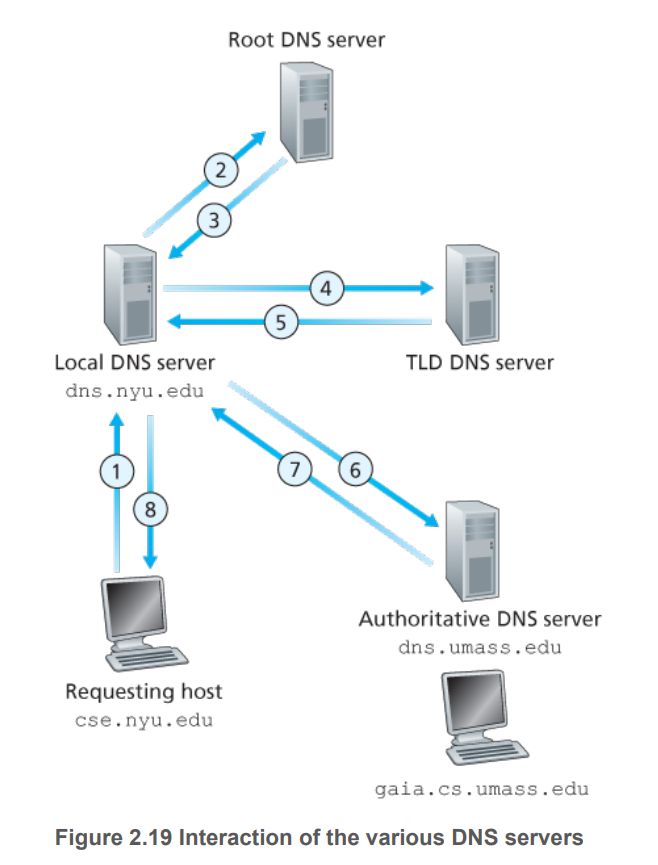 Root DNS server
2
3
4
5
Local DNS server
dns.nyu.edu
TLD DNS server
1
8
7
6
Requesting host
cse.nyu.edu
Authoritative DNS server
dns.umass.edu
gaia.cs.umass.edu
Figure 2.19 Interaction of the various DNS servers